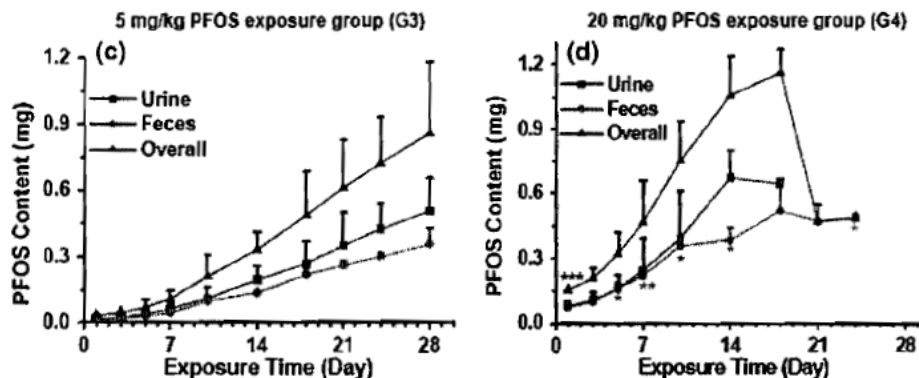 5 mg/kg PFOS exposure group (G3)
(c)
1.2
0.9
0.6
0.3
0.0
PFOS Content (mg)
Urine
Feces
Overall
0 7 14 21 28
Exposure Time (Day)
20 mg/kg PFOS exposure group (G4)
(d)
1.2
0.9
0.6
0.3
0.0
PFOS Content (mg)
Urine
Feces
Overall
***
*
**
*
*
*
0 7 14 21 28
Exposure Time (Day)